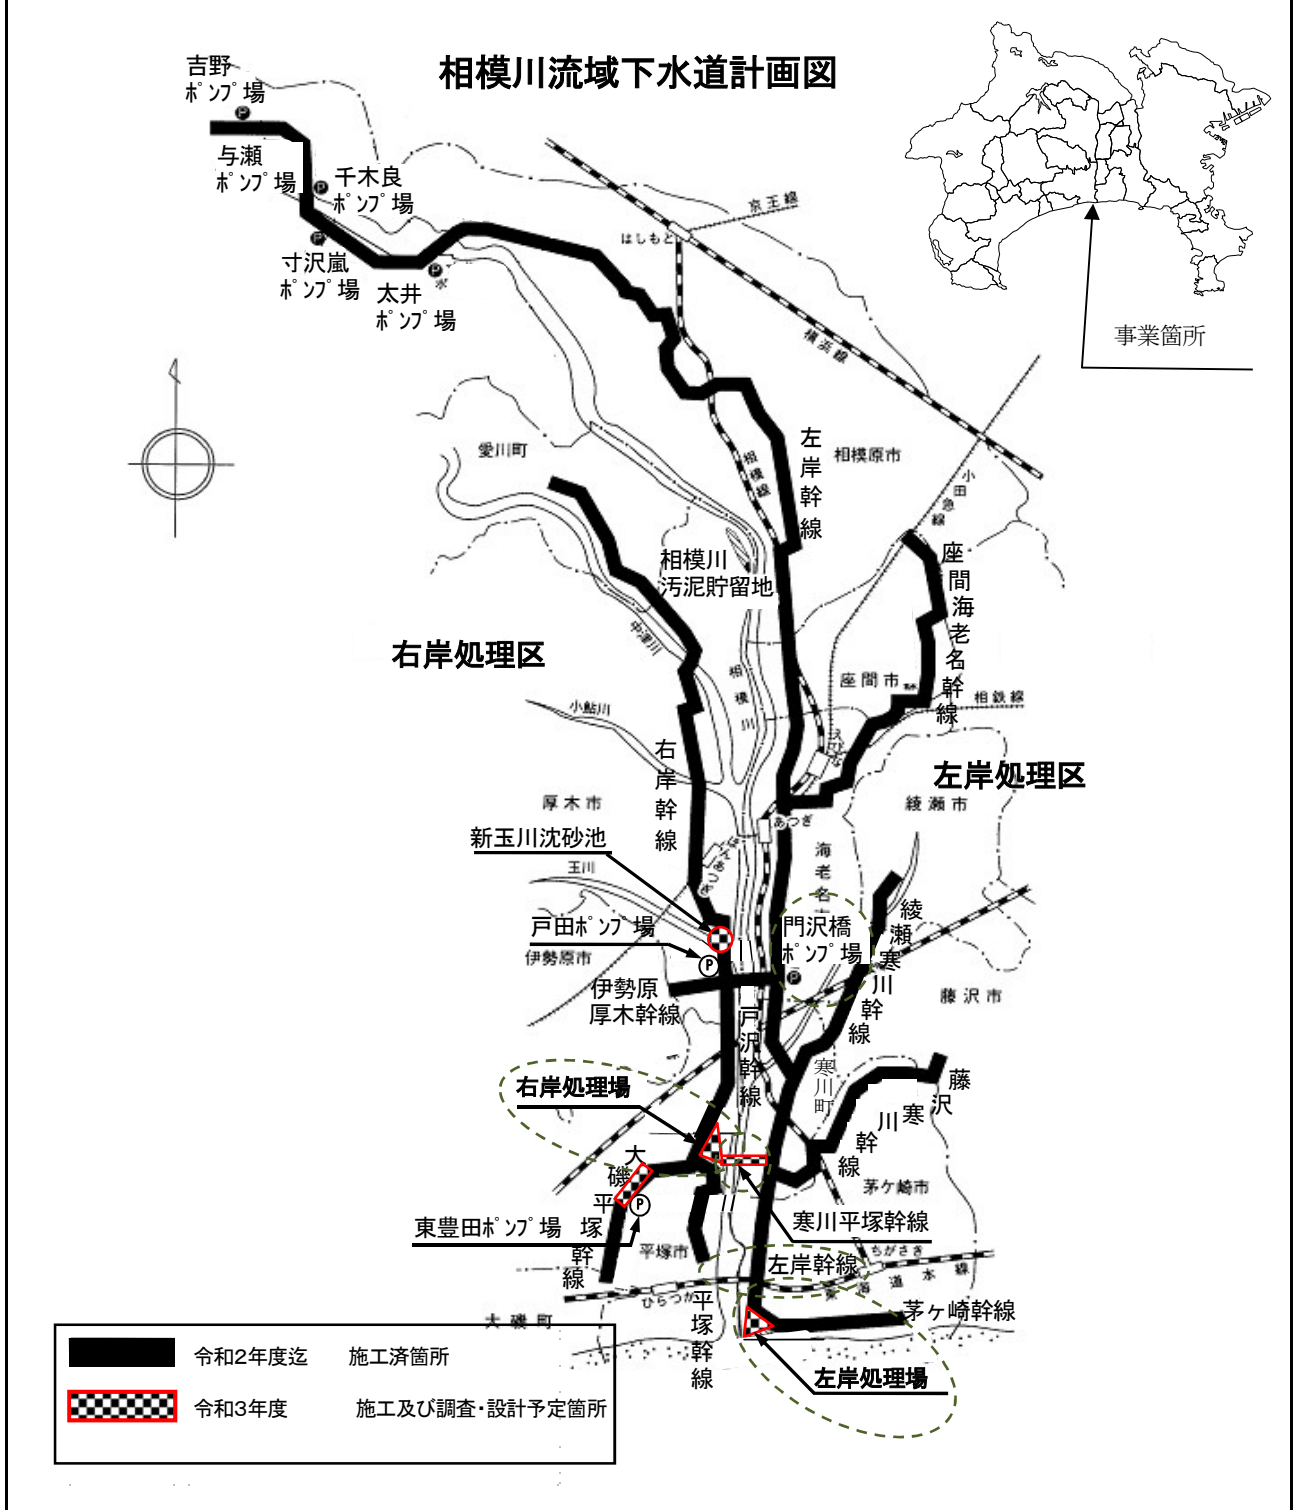 相模川流域下水道計画図
吉野
ﾎﾟﾝﾌﾟ場
与瀬
ﾎﾟﾝﾌﾟ場
千木良
ﾎﾟﾝﾌﾟ場
寸沢嵐
ﾎﾟﾝﾌﾟ場
太井
ﾎﾟﾝﾌﾟ場
京王線
はしもと
横浜線
事業箇所
愛川町
相模線
左岸幹線
相模原市
小田急線
相模川
汚泥貯留地
座間海老名幹線
中津川
右岸処理区
相模川
座間市
相鉄線
小鮎川
えびな
右岸幹線
左岸処理区
厚木市
綾瀬市
あつぎ
新玉川沈砂池
ほんあつぎ
海老名市
玉川
戸田ﾎﾟﾝﾌﾟ場
門沢橋
ﾎﾟﾝﾌﾟ場
綾瀬寒川幹線
伊勢原市
P
伊勢原
厚木幹線
藤沢市
戸沢幹線
寒川町
右岸処理場
藤沢寒川幹線
大磯平塚幹線
茅ケ崎市
P
東豊田ﾎﾟﾝﾌﾟ場
寒川平塚幹線
平塚市
左岸幹線
ちがさき
東海道本線
ひらつか
平塚幹線
大磯町
茅ヶ崎幹線
左岸処理場
令和2年度迄 施工済箇所
令和3年度 施工及び調査・設計予定箇所